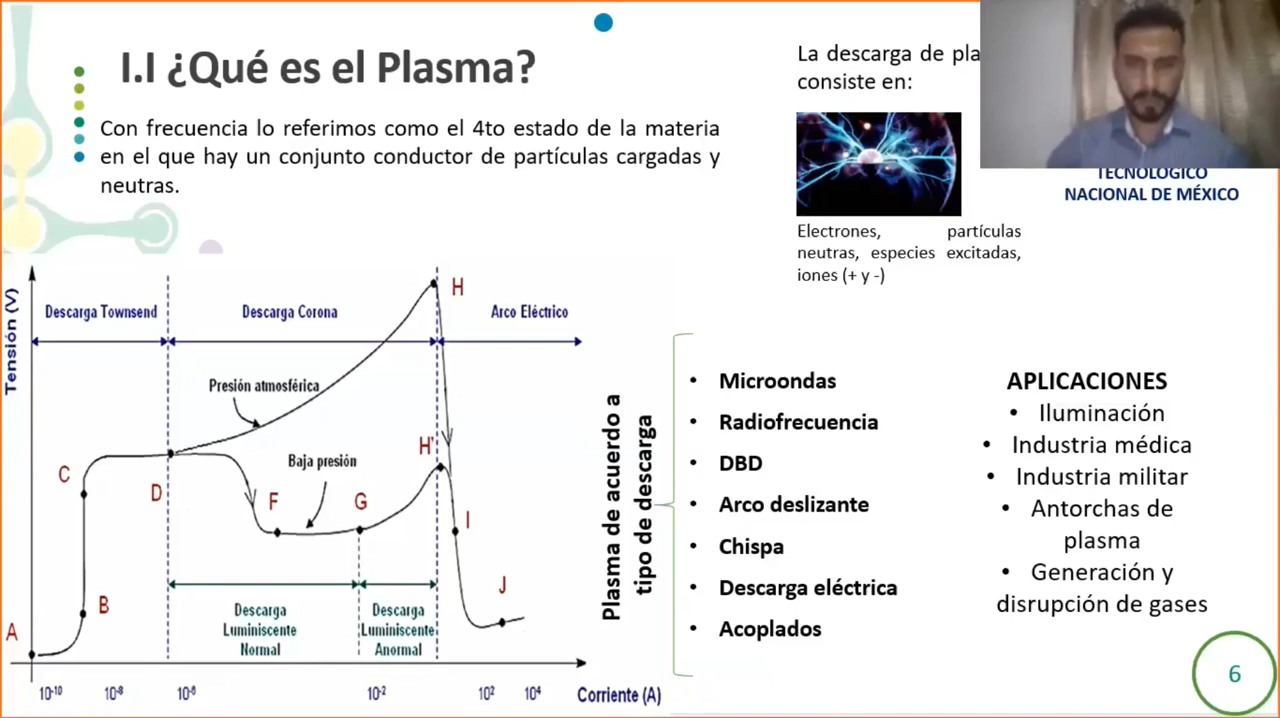 I.I ¿Qué es el Plasma?
Con frecuencia lo referimos como el 4to estado de la materia
en el que hay un conjunto conductor de partículas cargadas y
neutras.
La descarga de pla
consiste en:
TECNOLÓGICO
NACIONAL DE MÉXICO
Electrones, partículas
neutras, especies excitadas,
iones (+ y -)
Tensión (V)
Descarga Townsend
Descarga Corona
Arco Eléctrico
H
Presión atmosférica
Baja presión
H'
C
D
F
G
I
B
A
J
Descarga
Luminiscente
Normal
Descarga
Luminiscente
Anormal
10-10
10-8
10-6
10-2
102
104
Corriente (A)
Plasma de acuerdo a
tipo de descarga
• Microondas
• Radiofrecuencia
• DBD
• Arco deslizante
• Chispa
• Descarga eléctrica
• Acoplados
APLICACIONES
• Iluminación
• Industria médica
• Industria militar
• Antorchas de
plasma
• Generación y
disrupción de gases
6